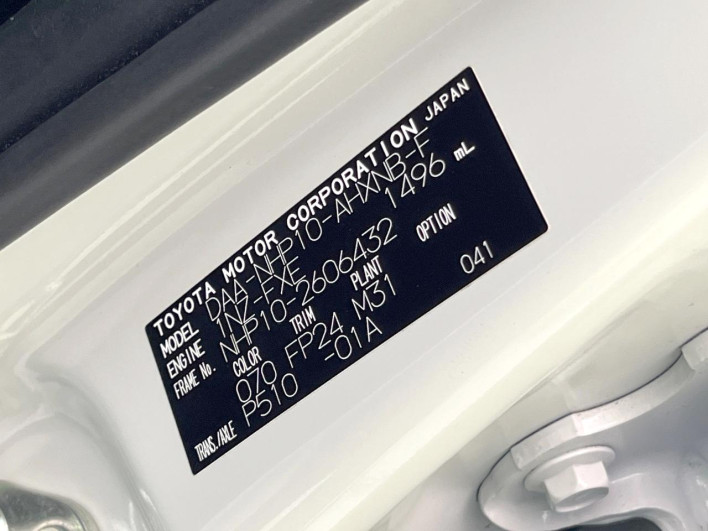 TOYOTA MOTOR CORPORATION JAPAN
MODEL DAA-NHP10-AHXNB-F
ENGINE 1NZ-FXE 1496 mL
FRAME No. NHP10-2606432
COLOR TRIM PLANT OPTION
070 FP24 M31 041
TRANS./AXLE P510 -01A